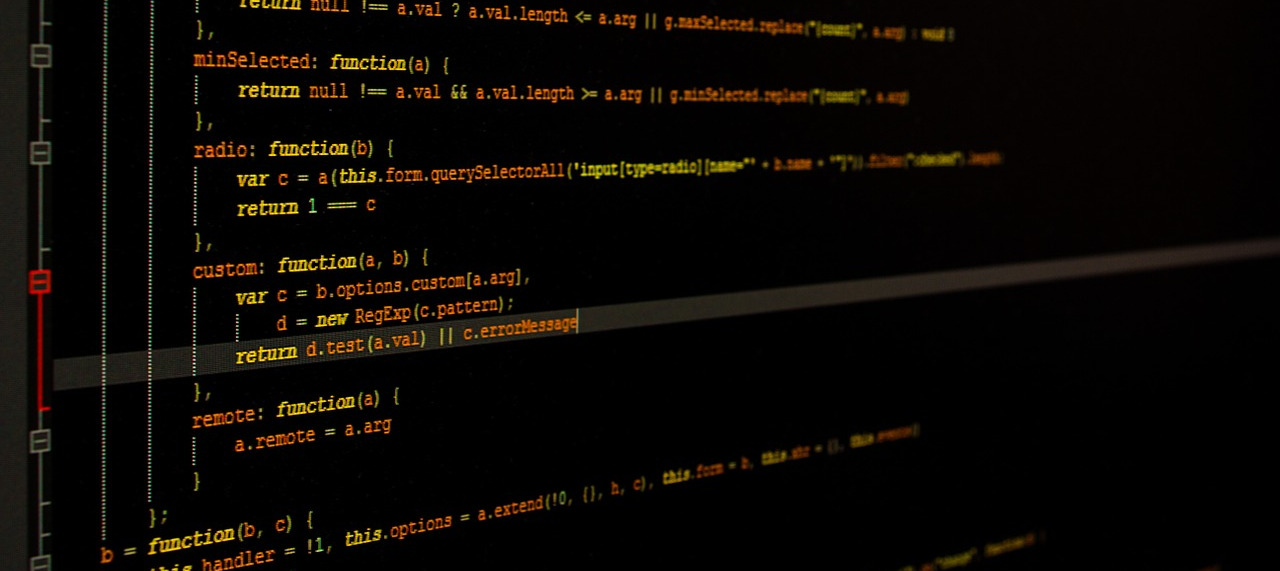 return null !== a.val ? a.val.length <= a.arg || g.maxSelected.replace("{count}", a.arg) : void 0
},
minSelected: function(a) {
return null !== a.val && a.val.length >= a.arg || g.minSelected.replace("{count}", a.arg)
},
radio: function(b) {
var c = a(this.form.querySelectorAll('input[type=radio][name="' + b.name + '"]')).filter(":checked").length;
return 1 === c
},
custom: function(a, b) {
var c = b.options.custom[a.arg],
d = new RegExp(c.pattern);
return d.test(a.val) || c.errorMessage
},
remote: function(a) {
a.remote = a.arg
}
};
b = function(b, c) {
this.handler = !1, this.options = a.extend(!0, {}, h, c), this.form = b, this.xhr = {}, this.events()